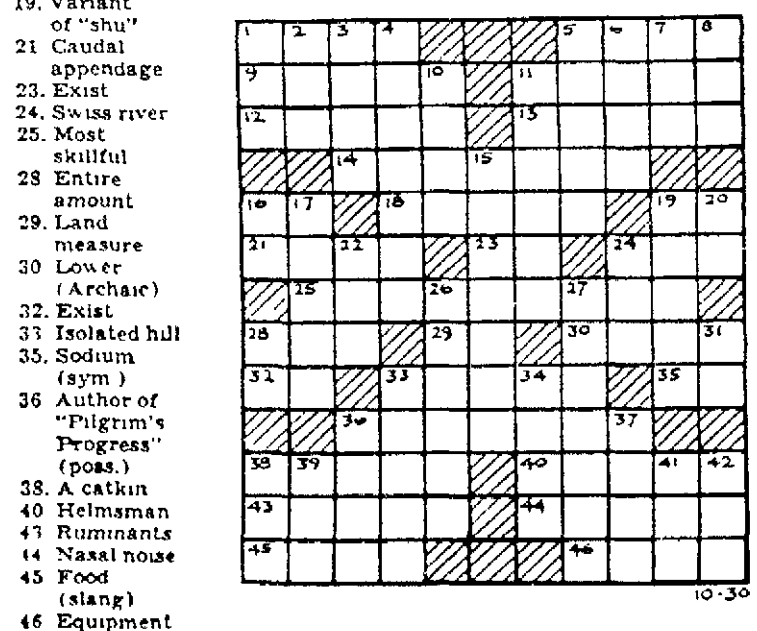 19. Variant
of "shu"
21 Caudal
appendage
23. Exist
24. Swiss river
25. Most
skillful
28 Entire
amount
29. Land
measure
30 Lower
(Archaic)
32. Exist
33 Isolated hill
35. Sodium
(sym )
36 Author of
"Pilgrim's
Progress"
(poss.)
38. A catkin
40 Helmsman
43 Ruminants
44 Nasal noise
45 Food
(slang)
46 Equipment
1 2 3 4 5 6 7 8
9 10 11
12 13
14 15
16 17 18 19 20
21 22 23 24
25 26 27
28 29 30 31
32 33 34 35
36 37
38 39 40 41 42
43 44
45 46
10-30